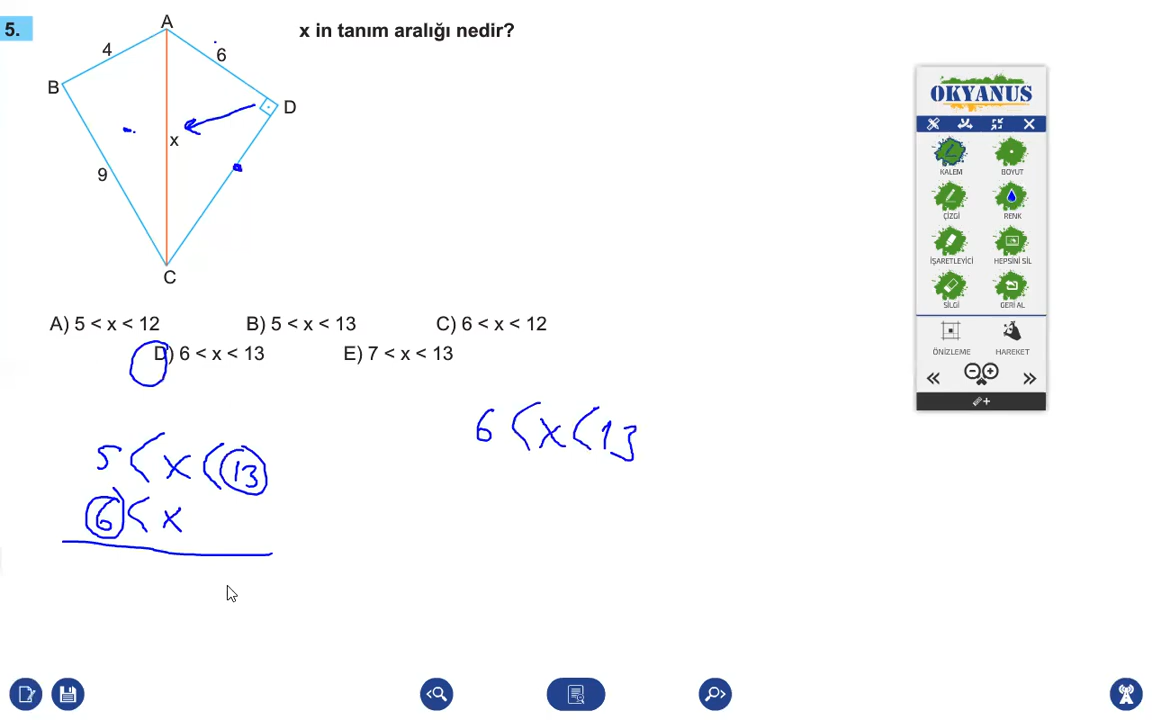 5.
x in tanım aralığı nedir?
A
4
6
B
D
x
9
C
A) 5 < x < 12
B) 5 < x < 13
C) 6 < x < 12
D) 6 < x < 13
E) 7 < x < 13
5 < x < 13
6 < x
6 < x < 13
OKYANUS
KALEM
BOYUT
ÇİZGİ
RENK
İŞARETLEYİCİ
HEPSİNİ SİL
SİLGİ
GERİ AL
ÖNİZLEME
HAREKET